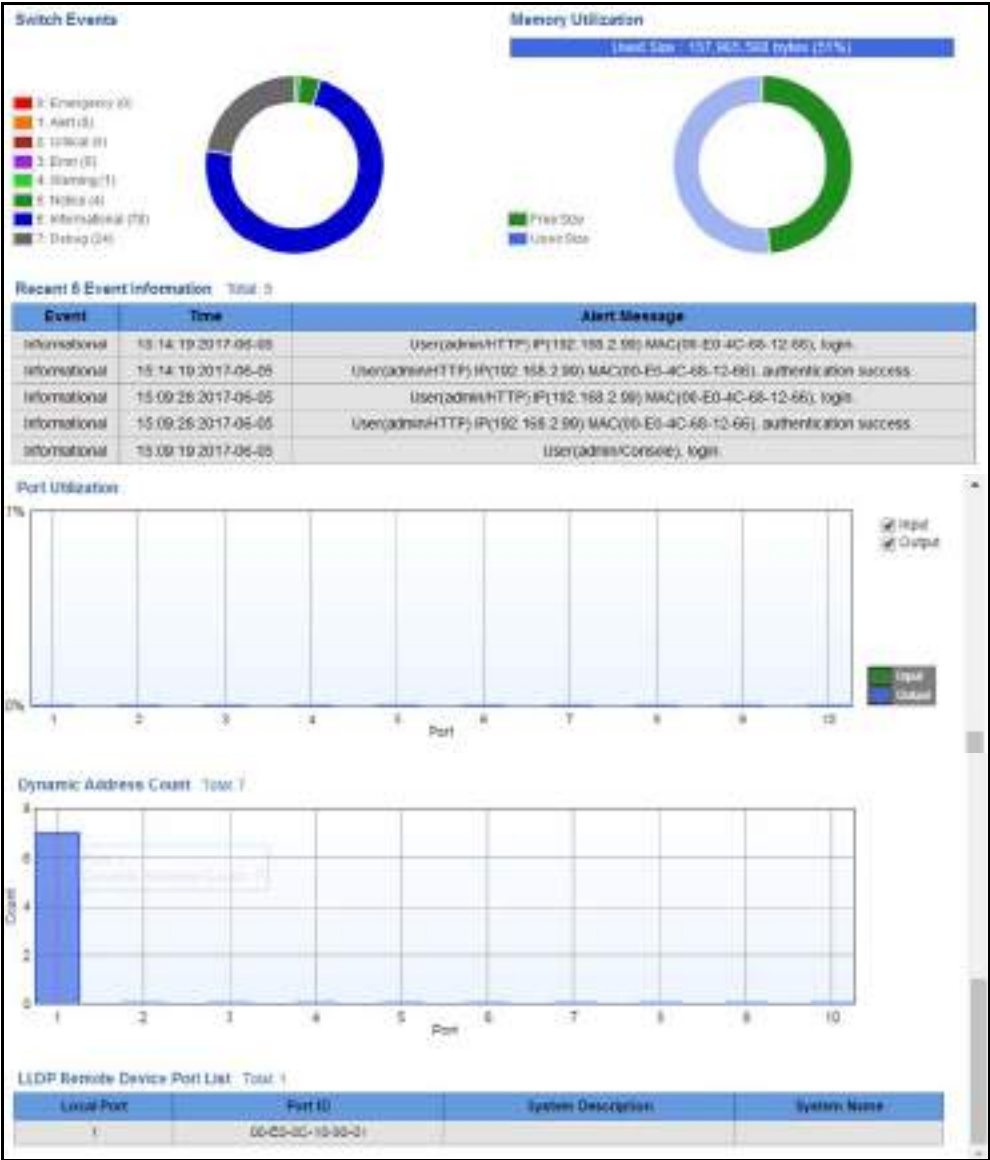 Switch Events
0: Emergency (0)
1: Alert (0)
2: Critical (0)
3: Error (0)
4: Warning (1)
5: Notice (4)
6: Informational (78)
7: Debug (24)
Memory Utilization
Used Size : bytes (51%)
Free Size
Used Size
Recent 5 Event Information Total: 5
Event Time Alert Message
Informational 15:14:19 2017-06-05 User(admin/HTTP) IP(192.168.2.99) MAC(00-E0-4C-68-12-66), login.
Informational 15:14:19 2017-06-05 User(admin/HTTP) IP(192.168.2.99) MAC(00-E0-4C-68-12-66), authentication success.
Informational 15:09:28 2017-06-05 User(admin/HTTP) IP(192.168.2.99) MAC(00-E0-4C-68-12-66), login.
Informational 15:09:28 2017-06-05 User(admin/HTTP) IP(192.168.2.99) MAC(00-E0-4C-68-12-66), authentication success.
Informational 15:09:19 2017-06-05 User(admin/Console), login.
Port Utilization
1%
Input
Output
Input
Output
0%
1 2 3 4 5 6 7 8 9 10
Port
Dynamic Address Count Total: 7
8
6
4
2
0
Count
1 2 3 4 5 6 7 8 9 10
Port
LLDP Remote Device Port List Total: 1
Local Port Port ID System Description System Name
1